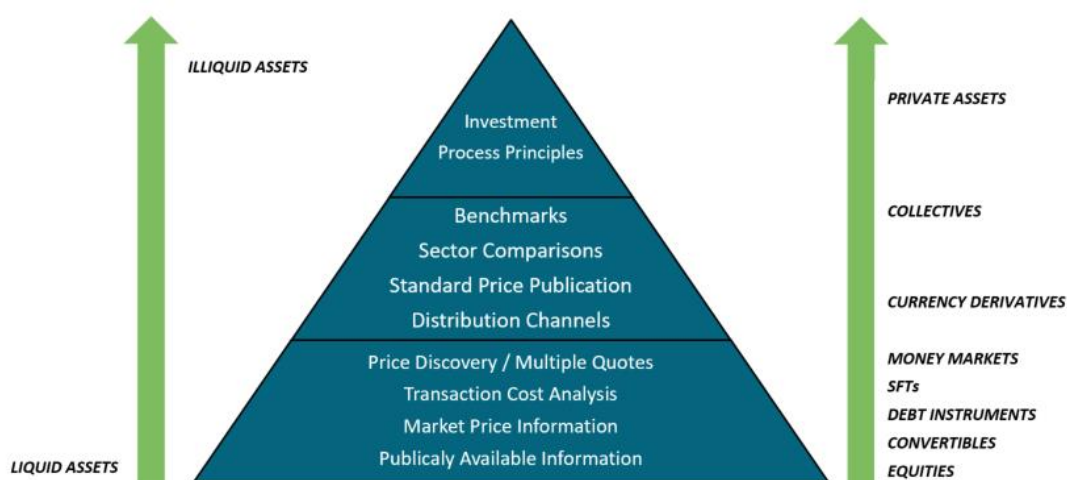 ILLIQUID ASSETS
LIQUID ASSETS
Investment
Process Principles
Benchmarks
Sector Comparisons
Standard Price Publication
Distribution Channels
Price Discovery / Multiple Quotes
Transaction Cost Analysis
Market Price Information
Publicaly Available Information
PRIVATE ASSETS
COLLECTIVES
CURRENCY DERIVATIVES
MONEY MARKETS
SFTs
DEBT INSTRUMENTS
CONVERTIBLES
EQUITIES